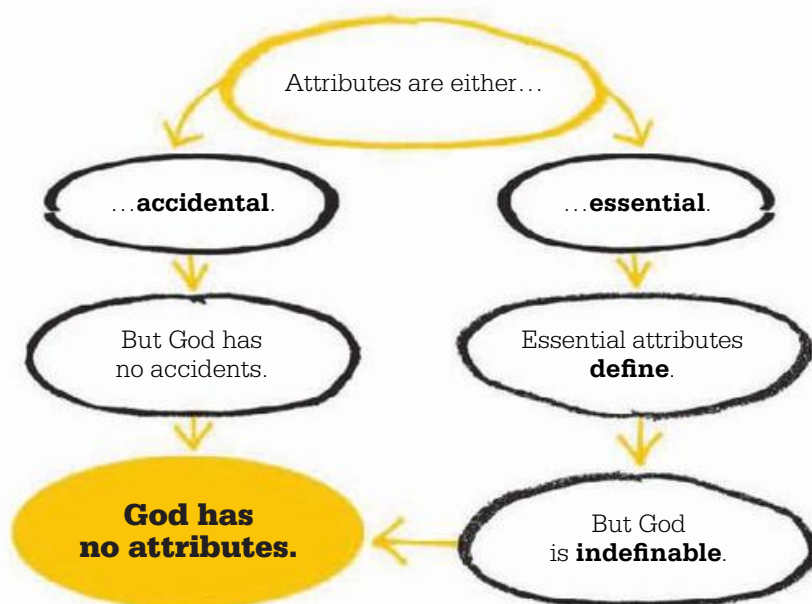 Attributes are either…
…accidental.
…essential.
But God has
no accidents.
Essential attributes
define.
God has
no attributes.
But God
is indefinable.